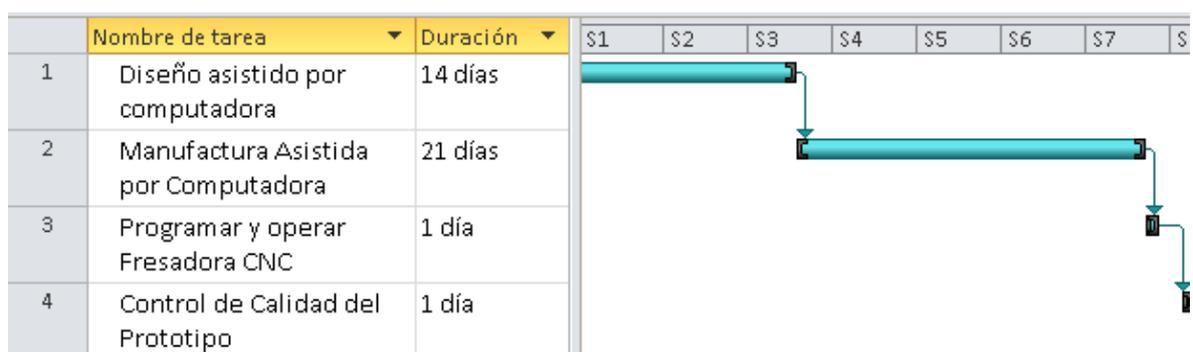 Nombre de tarea Duración S1 S2 S3 S4 S5 S6 S7 S
1 Diseño asistido por 14 días
computadora
2 Manufactura Asistida 21 días
por Computadora
3 Programar y operar 1 día
Fresadora CNC
4 Control de Calidad del 1 día
Prototipo